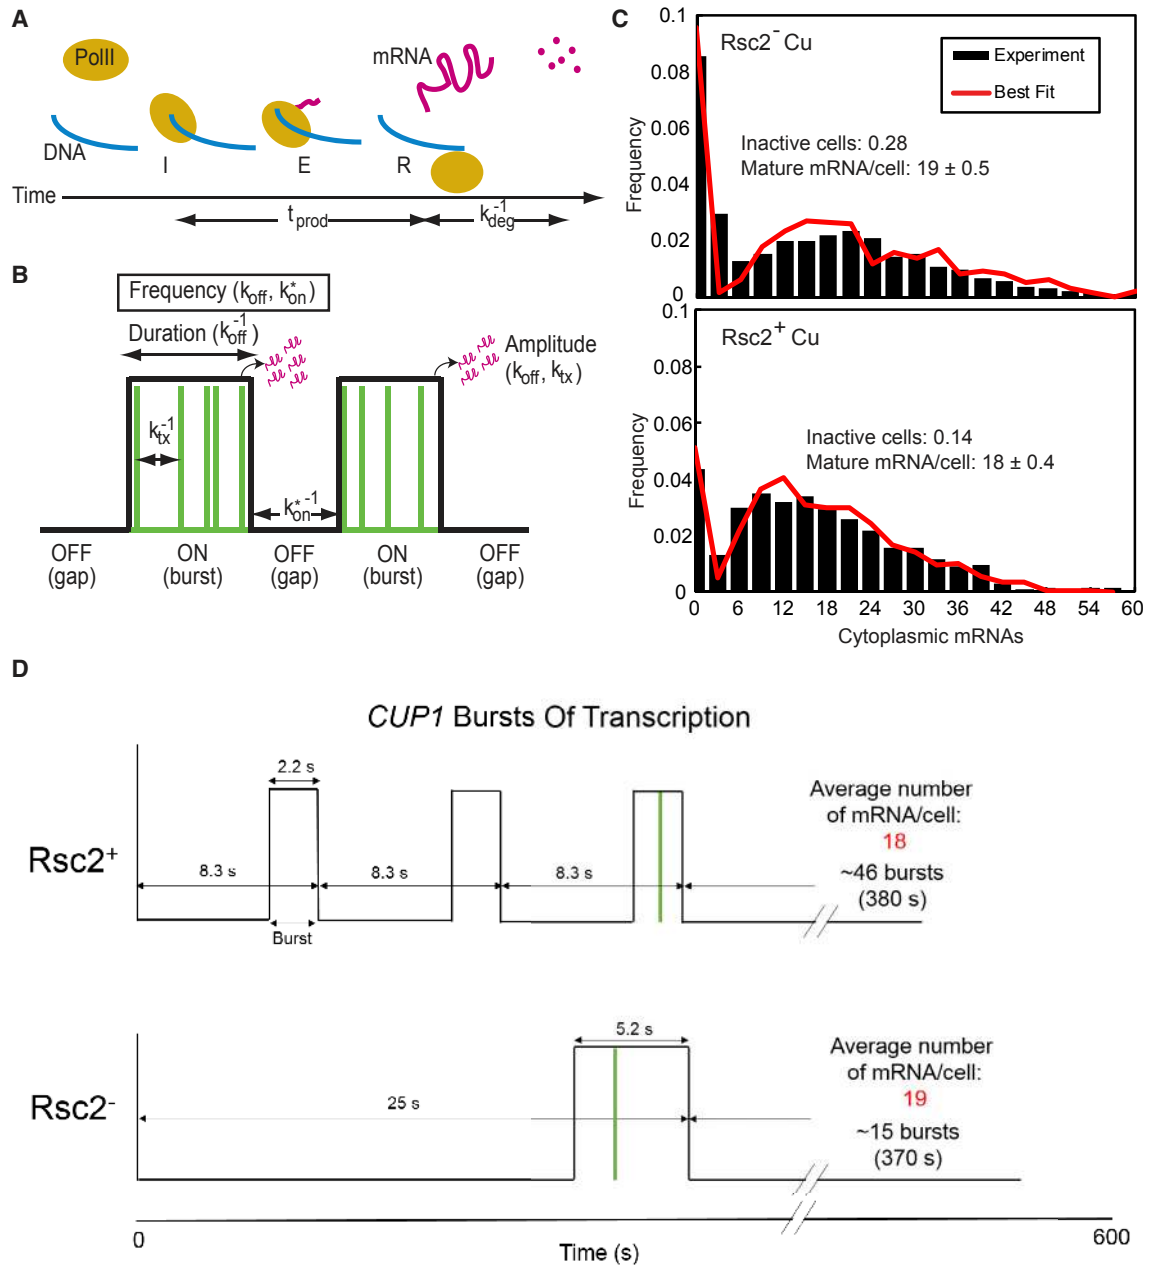 A
PolII
mRNA
DNA
I
E
R
Time
t_prod
k_deg^-1
B
Frequency (k_off, k*_on)
Duration (k_off^-1)
Amplitude
(k_off, k_tx)
k_tx^-1
k*_on^-1
OFF
(gap)
ON
(burst)
OFF
(gap)
ON
(burst)
OFF
(gap)
C
Rsc2⁻ Cu
Experiment
Best Fit
Inactive cells: 0.28
Mature mRNA/cell: 19 ± 0.5
Frequency
0.1
0.08
0.06
0.04
0.02
0
Rsc2⁺ Cu
Inactive cells: 0.14
Mature mRNA/cell: 18 ± 0.4
Frequency
0.1
0.08
0.06
0.04
0.02
0
0 6 12 18 24 30 36 42 48 54 60
Cytoplasmic mRNAs
D
CUP1 Bursts Of Transcription
Rsc2⁺
2.2 s
8.3 s
8.3 s
8.3 s
Burst
Average number
of mRNA/cell:
18
~46 bursts
(380 s)
Rsc2⁻
5.2 s
25 s
Average number
of mRNA/cell:
19
~15 bursts
(370 s)
0
Time (s)
600